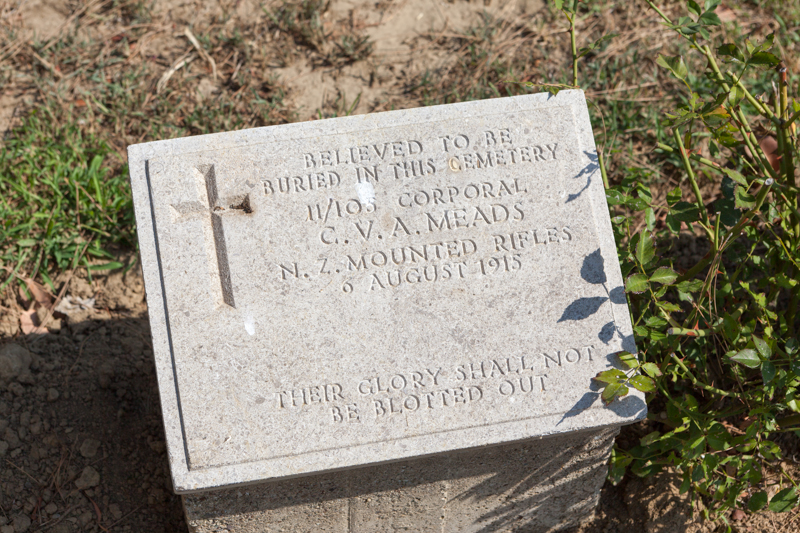 BELIEVED TO BE
BURIED IN THIS CEMETERY
11/103 CORPORAL
C. V. A. MEADS
N. Z. MOUNTED RIFLES
6 AUGUST 1915
THEIR GLORY SHALL NOT
BE BLOTTED OUT